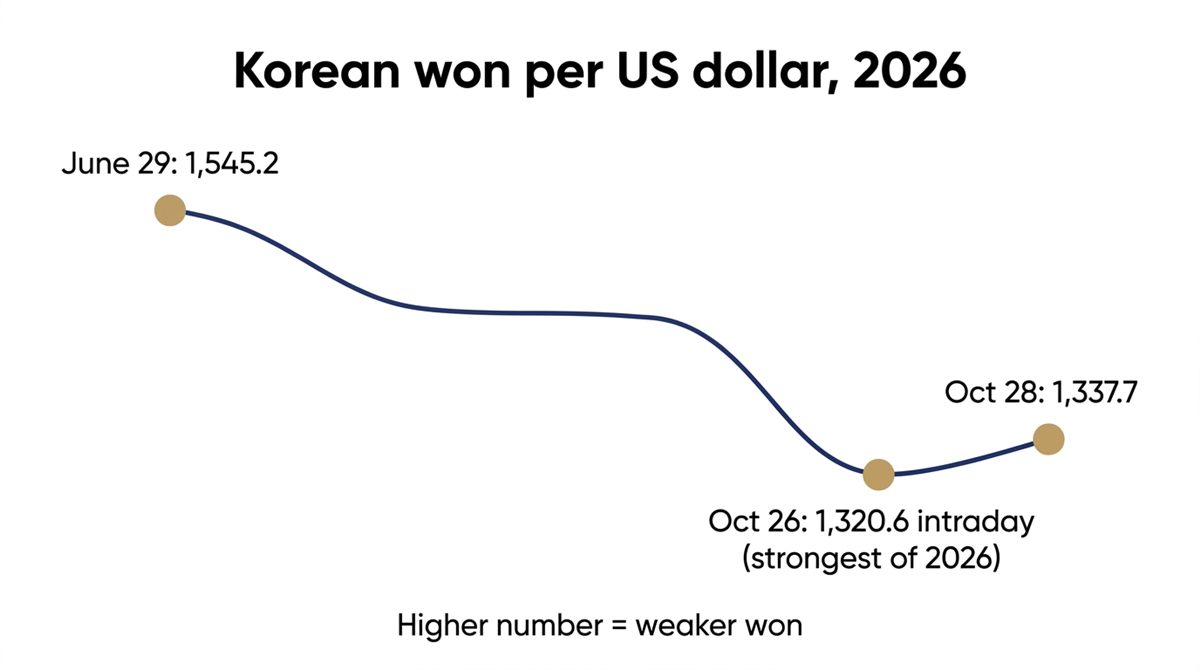 Korean won per US dollar, 2026
June 29: 1,545.2
Oct 28: 1,337.7
Oct 26: 1,320.6 intraday
(strongest of 2026)
Higher number = weaker won